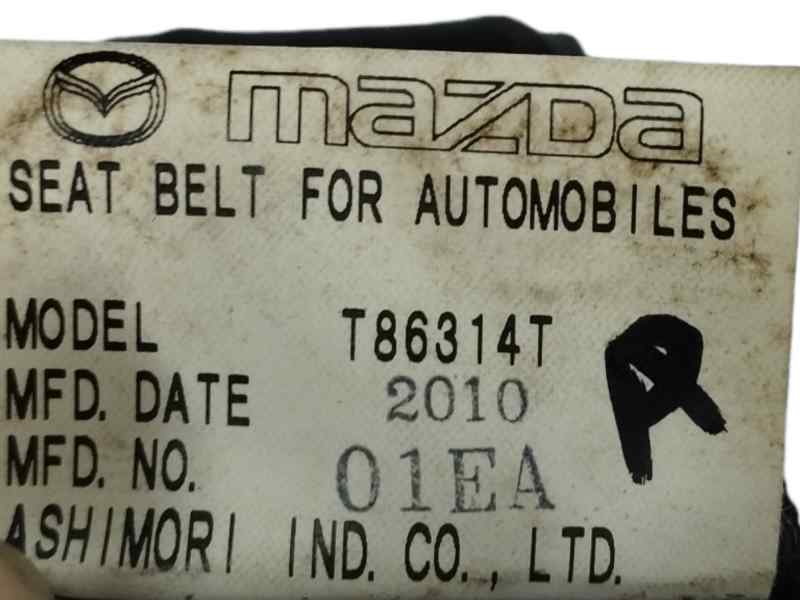 mazda
SEAT BELT FOR AUTOMOBILES
MODEL T86314T
MFD. DATE 2010
MFD. NO. 01EA
R
ASHIMORI IND. CO., LTD.